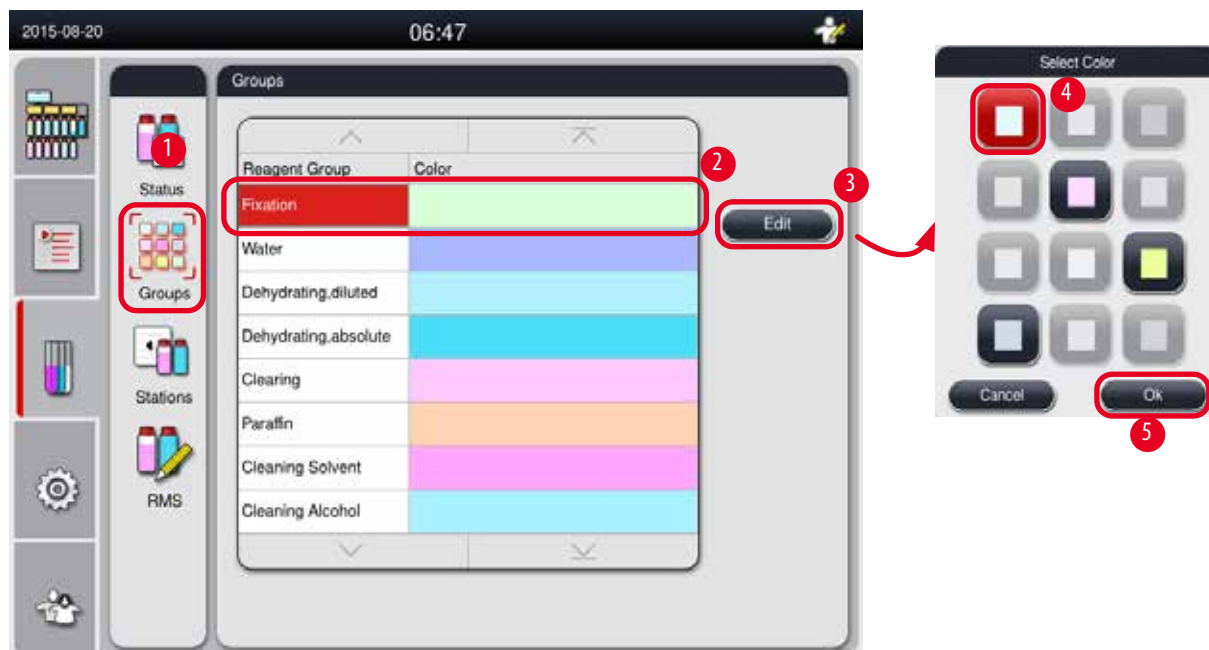 2015-08-20
06:47
Groups
1
Status
Groups
Stations
RMS
Reagent Group Color
2
Fixation
3
Edit
Water
Dehydrating,diluted
Dehydrating,absolute
Clearing
Paraffin
Cleaning Solvent
Cleaning Alcohol
Select Color
4
Cancel Ok
5